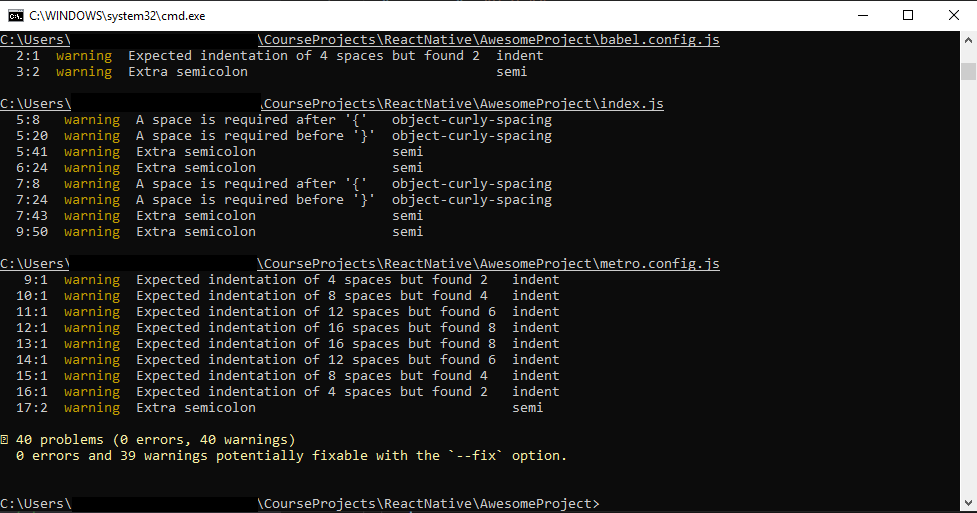 C:\WINDOWS\system32\cmd.exe
C:\Users\ \CourseProjects\ReactNative\AwesomeProject\babel.config.js
2:1 warning Expected indentation of 4 spaces but found 2 indent
3:2 warning Extra semicolon semi
C:\Users\ \CourseProjects\ReactNative\AwesomeProject\index.js
5:8 warning A space is required after '{' object-curly-spacing
5:20 warning A space is required before '}' object-curly-spacing
5:41 warning Extra semicolon semi
6:24 warning Extra semicolon semi
7:8 warning A space is required after '{' object-curly-spacing
7:24 warning A space is required before '}' object-curly-spacing
7:43 warning Extra semicolon semi
9:50 warning Extra semicolon semi
C:\Users\ \CourseProjects\ReactNative\AwesomeProject\metro.config.js
9:1 warning Expected indentation of 4 spaces but found 2 indent
10:1 warning Expected indentation of 8 spaces but found 4 indent
11:1 warning Expected indentation of 12 spaces but found 6 indent
12:1 warning Expected indentation of 16 spaces but found 8 indent
13:1 warning Expected indentation of 16 spaces but found 8 indent
14:1 warning Expected indentation of 12 spaces but found 6 indent
15:1 warning Expected indentation of 8 spaces but found 4 indent
16:1 warning Expected indentation of 4 spaces but found 2 indent
17:2 warning Extra semicolon semi
40 problems (0 errors, 40 warnings)
0 errors and 39 warnings potentially fixable with the `--fix` option.
C:\Users\ \CourseProjects\ReactNative\AwesomeProject>